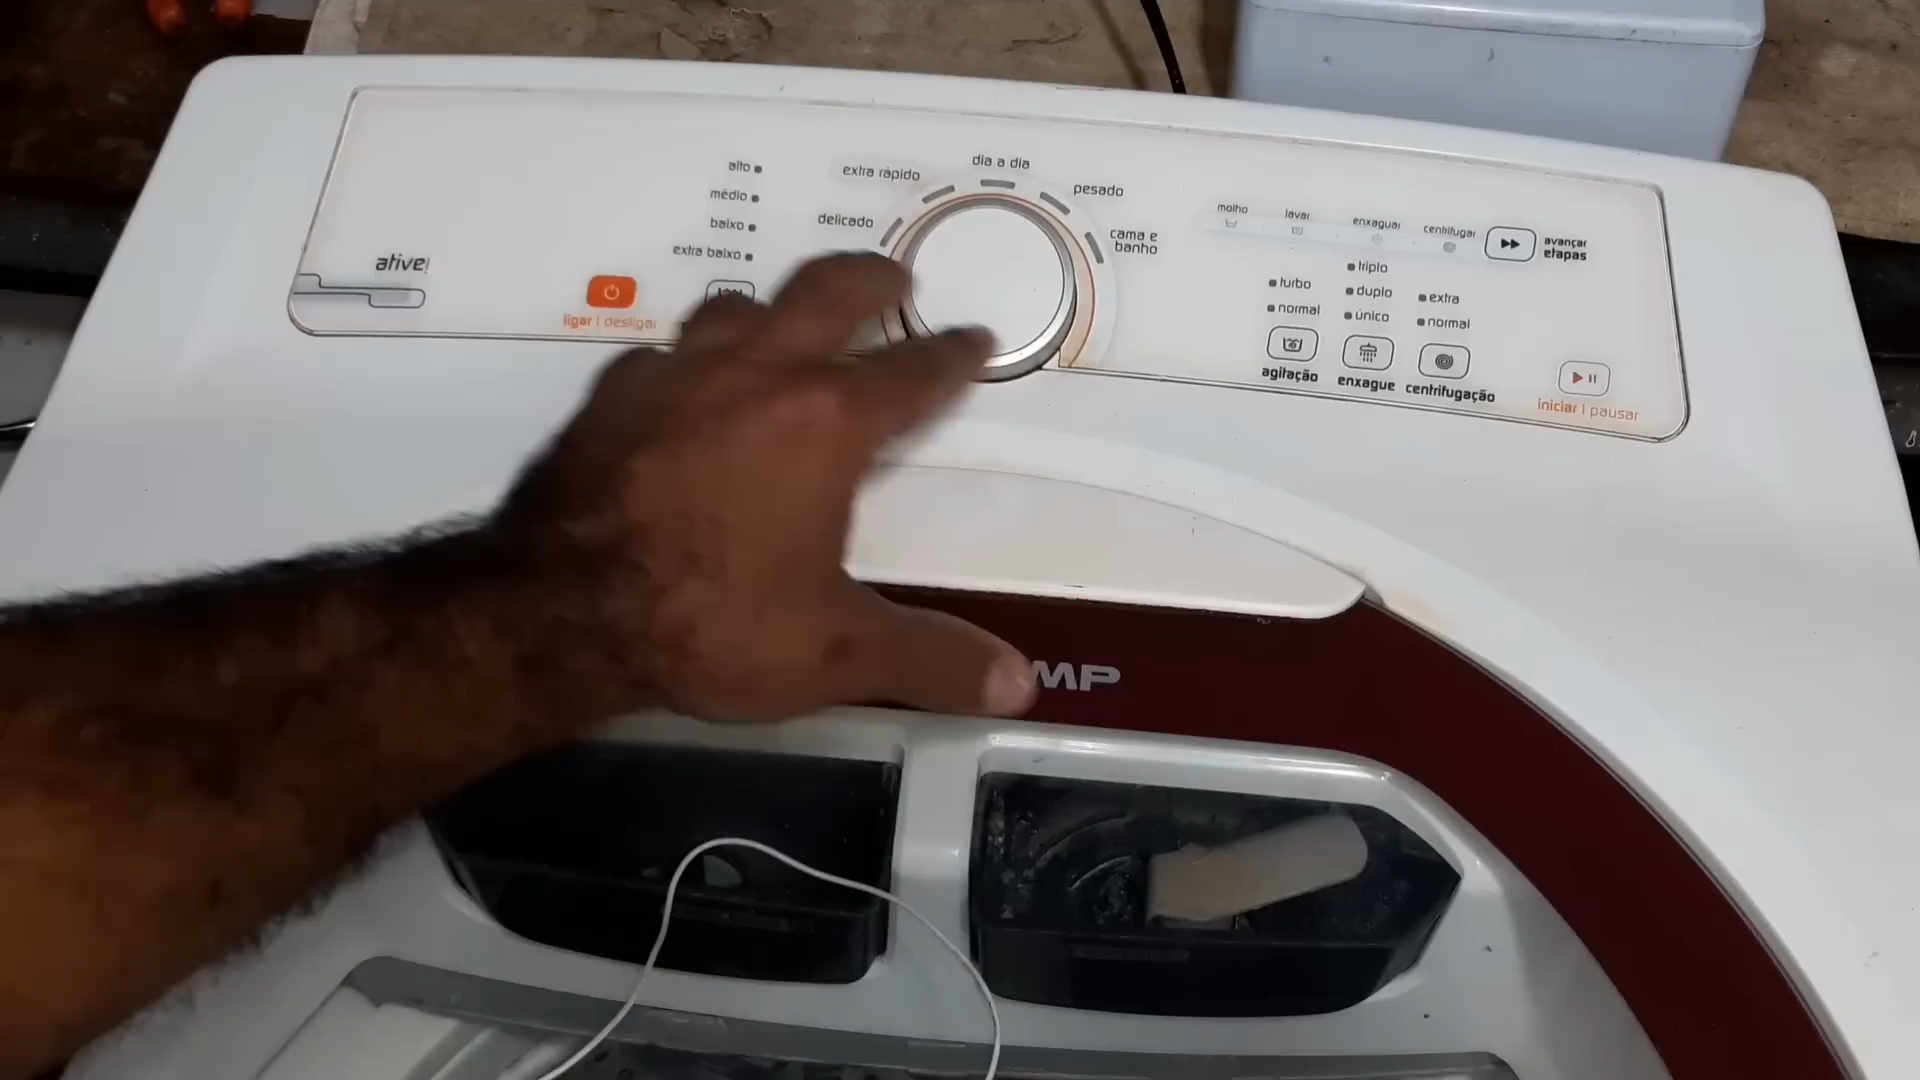 ative!
ligar | desligar
alto
médio
baixo
extra baixo
delicado
extra rápido
dia a dia
pesado
cama e
banho
molho
lavar
enxaguar
centrifugar
avançar
etapas
turbo
normal
agitação
triplo
duplo
único
enxague
extra
normal
centrifugação
iniciar | pausar
MP